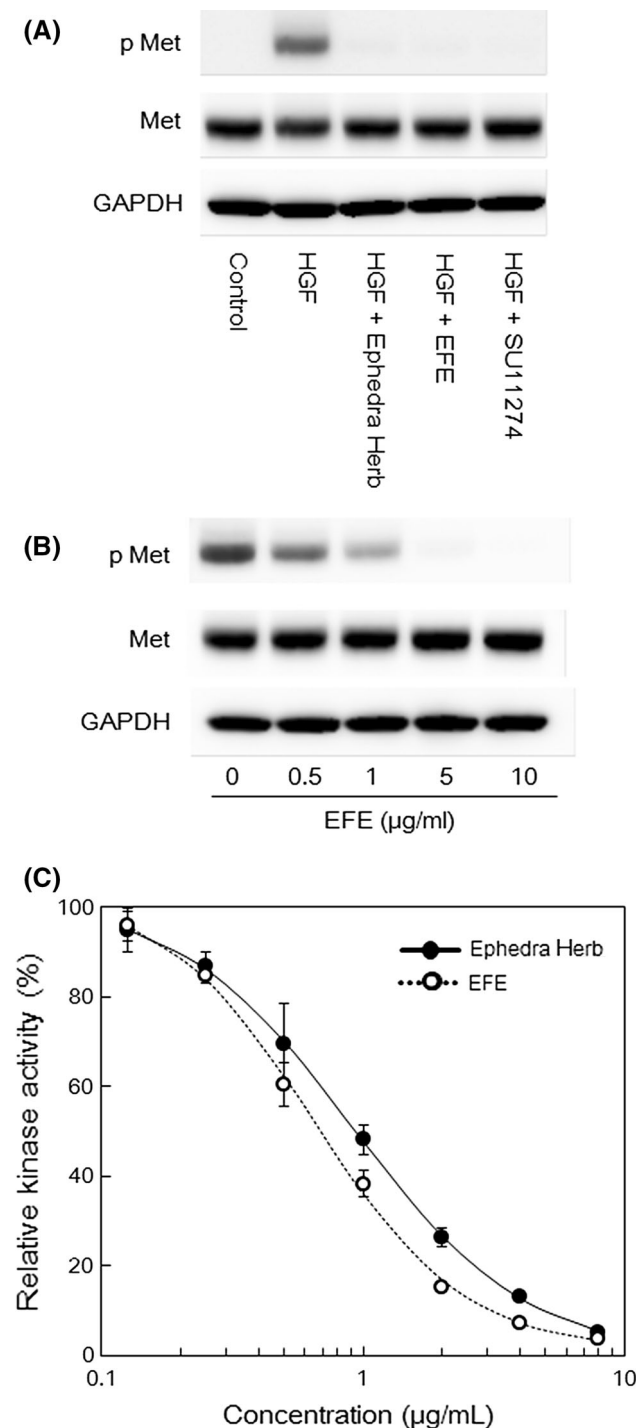 (A)
p Met
Met
GAPDH
Control
HGF
HGF + Ephedra Herb
HGF + EFE
HGF + SU11274
(B)
p Met
Met
GAPDH
0 0.5 1 5 10
EFE (μg/ml)
(C)
100
80
60
40
20
0
Relative kinase activity (%)
Ephedra Herb
EFE
0.1 1 10
Concentration (μg/mL)